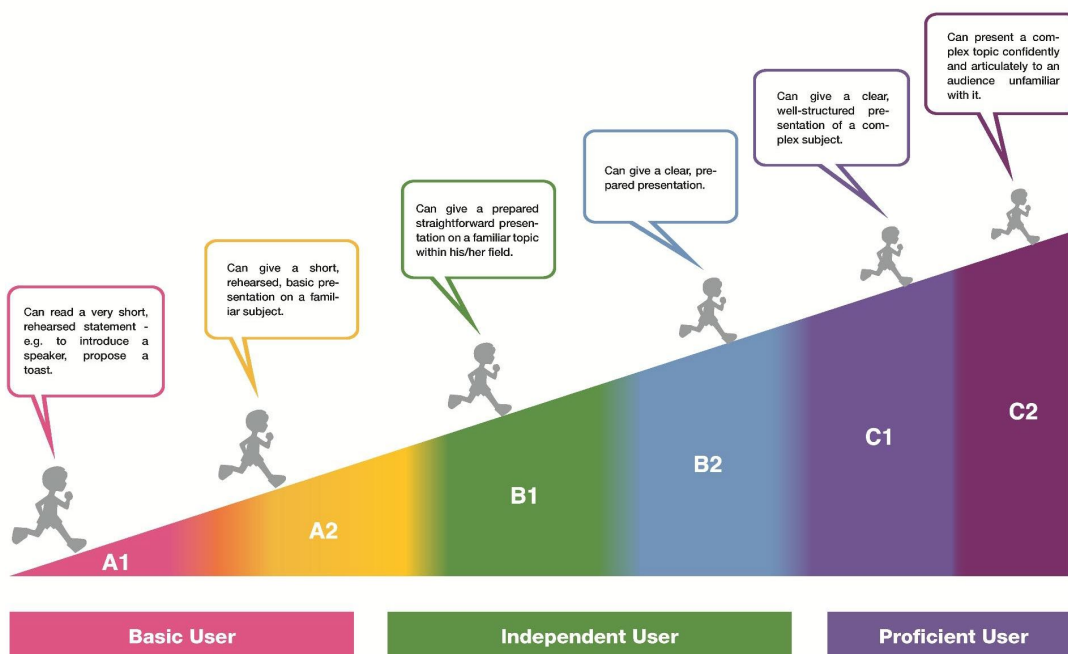 Can read a very short,
rehearsed statement -
e.g. to introduce a
speaker, propose a
toast.
Can give a short,
rehearsed, basic pre-
sentation on a famil-
iar subject.
Can give a prepared
straightforward presen-
tation on a familiar topic
within his/her field.
Can give a clear, pre-
pared presentation.
Can give a clear,
well-structured pre-
sentation of a com-
plex subject.
Can present a com-
plex topic confidently
and articulately to an
audience unfamiliar
with it.
A1
A2
B1
B2
C1
C2
Basic User
Independent User
Proficient User